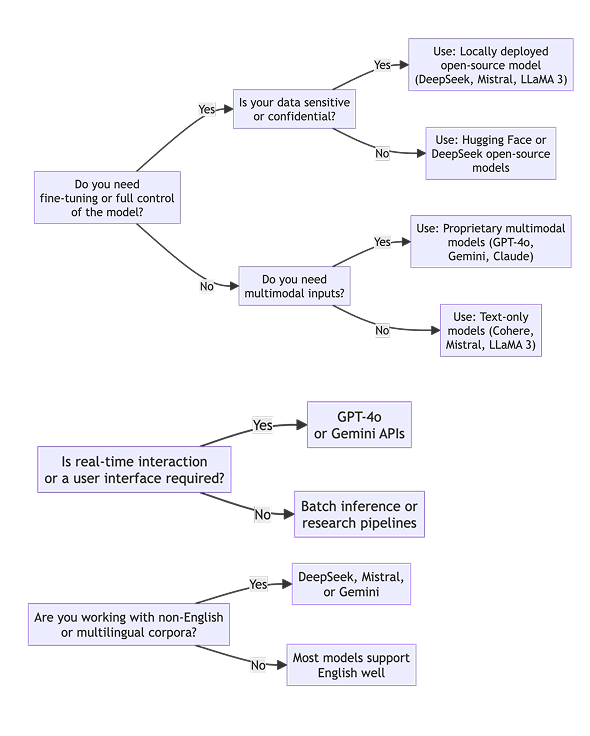 Do you need
fine-tuning or full control
of the model?
Yes
Is your data sensitive
or confidential?
Yes
Use: Locally deployed
open-source model
(DeepSeek, Mistral, LLaMA 3)
No
Use: Hugging Face or
DeepSeek open-source
models
No
Do you need
multimodal inputs?
Yes
Use: Proprietary multimodal
models (GPT-4o,
Gemini, Claude)
No
Use: Text-only
models (Cohere,
Mistral, LLaMA 3)
Is real-time interaction
or a user interface required?
Yes
GPT-4o
or Gemini APIs
No
Batch inference or
research pipelines
Are you working with non-English
or multilingual corpora?
Yes
DeepSeek, Mistral,
or Gemini
No
Most models support
English well